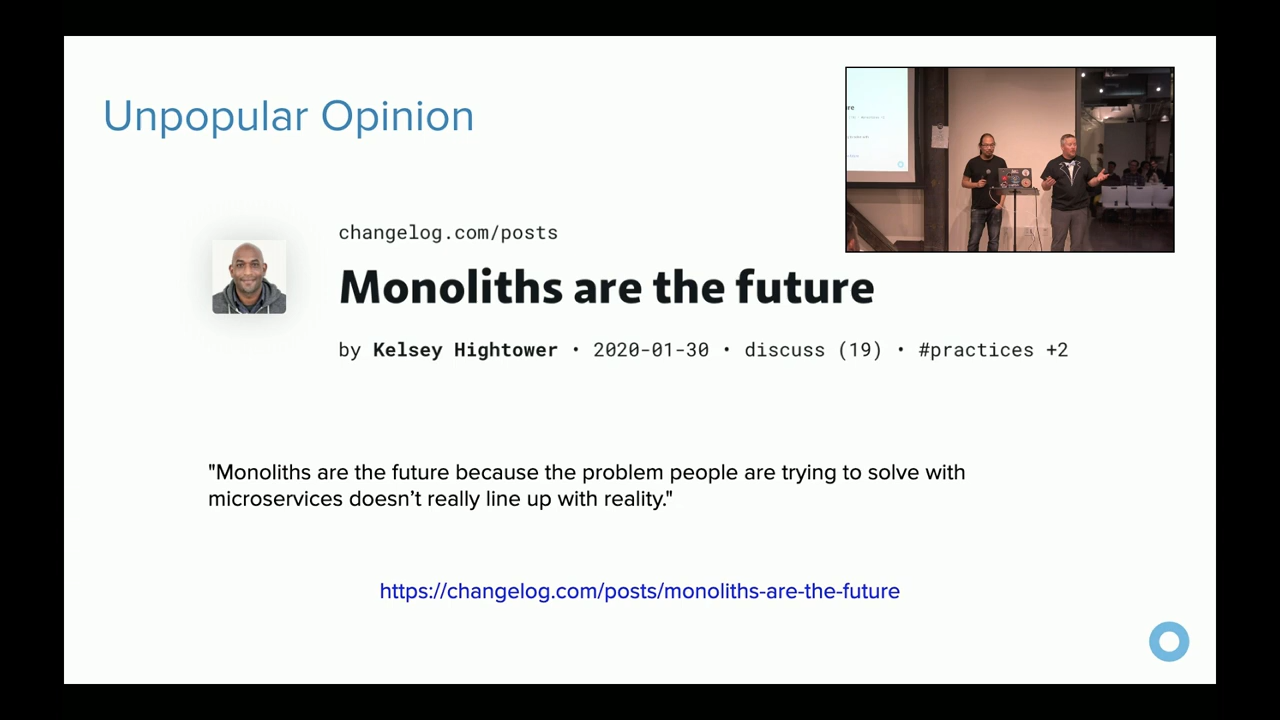 Unpopular Opinion
changelog.com/posts
Monoliths are the future
by Kelsey Hightower • 2020-01-30 • discuss (19) • #practices +2
"Monoliths are the future because the problem people are trying to solve with
microservices doesn’t really line up with reality."
https://changelog.com/posts/monoliths-are-the-future